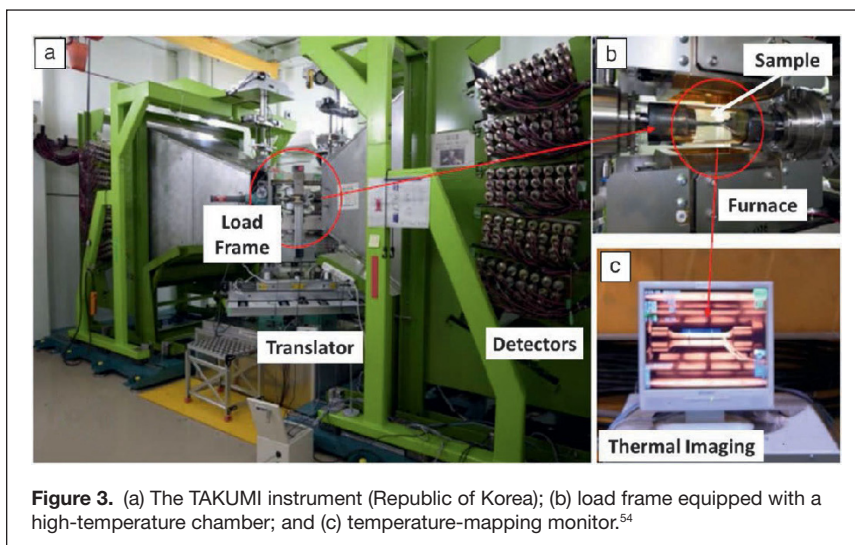 a
b
Sample
Load
Frame
Furnace
c
Translator
Detectors
Thermal Imaging
Figure 3. (a) The TAKUMI instrument (Republic of Korea); (b) load frame equipped with a
high-temperature chamber; and (c) temperature-mapping monitor.54